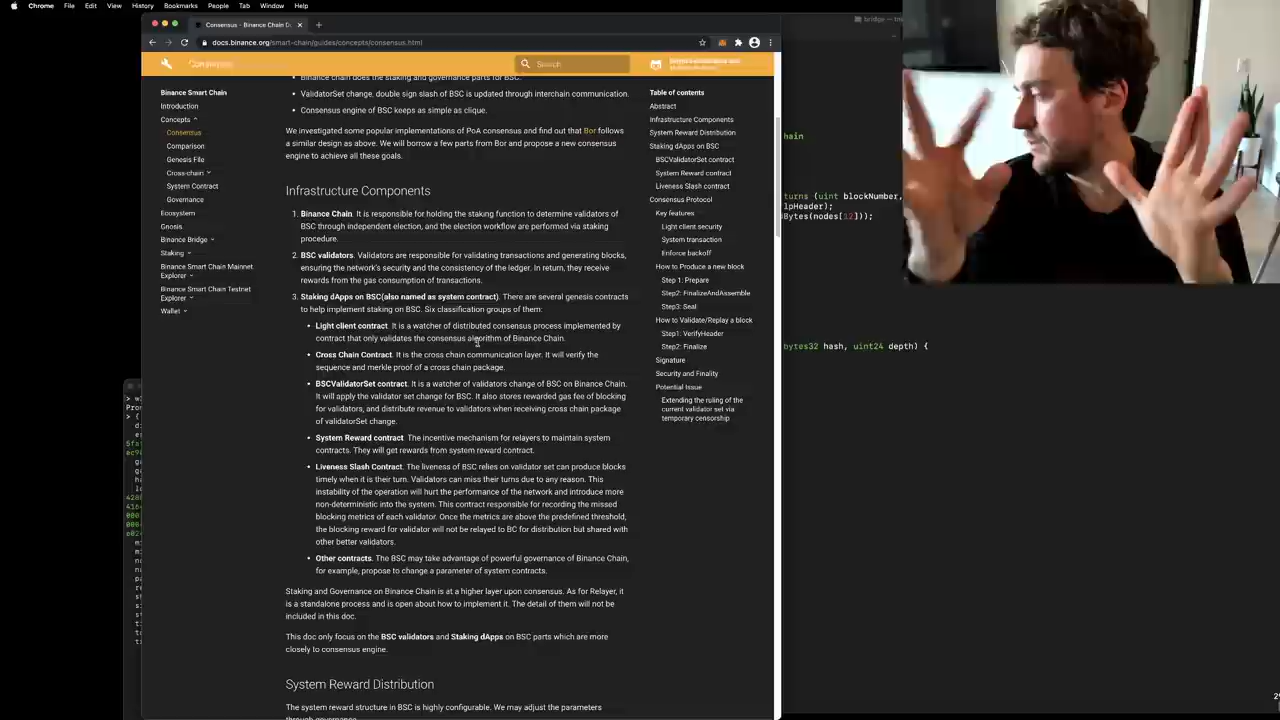 Chrome File Edit View History Bookmarks People Tab Window Help
Consensus - Binance Chain D
docs.binance.org/smart-chain/guides/concepts/consensus.html
bridge
Consensus
Search
Binance Smart Chain
Introduction
Concepts
Consensus
Comparison
Genesis File
Cross-chain
System Contract
Governance
Ecosystem
Gnosis
Binance Bridge
Staking
Binance Smart Chain Mainnet
Explorer
Binance Smart Chain Testnet
Explorer
Wallet
Binance chain does the staking and governance parts for BSC.
• ValidatorSet change, double sign slash of BSC is updated through interchain communication.
• Consensus engine of BSC keeps as simple as clique.
We investigated some popular implementations of PoA consensus and find out that Bor follows
a similar design as above. We will borrow a few parts from Bor and propose a new consensus
engine to achieve all these goals.
Infrastructure Components
1. Binance Chain. It is responsible for holding the staking function to determine validators of
BSC through independent election, and the election workflow are performed via staking
procedure.
2. BSC validators. Validators are responsible for validating transactions and generating blocks,
ensuring the network's security and the consistency of the ledger. In return, they receive
rewards from the gas consumption of transactions.
3. Staking dApps on BSC(also named as system contract). There are several genesis contracts
to help implement staking on BSC. Six classification groups of them:
• Light client contract. It is a watcher of distributed consensus process implemented by
contract that only validates the consensus algorithm of Binance Chain.
• Cross Chain Contract. It is the cross chain communication layer. It will verify the
sequence and merkle proof of a cross chain package.
• BSCValidatorSet contract. It is a watcher of validators change of BSC on Binance Chain.
It will apply the validator set change for BSC. It also stores rewarded gas fee of blocking
for validators, and distribute revenue to validators when receiving cross chain package
of validatorSet change.
• System Reward contract. The incentive mechanism for relayers to maintain system
contracts. They will get rewards from system reward contract.
• Liveness Slash Contract. The liveness of BSC relies on validator set can produce blocks
timely when it is their turn. Validators can miss their turns due to any reason. This
instability of the operation will hurt the performance of the network and introduce more
non-deterministic into the system. This contract responsible for recording the missed
blocking metrics of each validator. Once the metrics are above the predefined threshold,
the blocking reward for validator will not be relayed to BC for distribution but shared with
other better validators.
• Other contracts. The BSC may take advantage of powerful governance of Binance Chain,
for example, propose to change a parameter of system contracts.
Staking and Governance on Binance Chain is at a higher layer upon consensus. As for Relayer, it
is a standalone process and is open about how to implement it. The detail of them will not be
included in this doc.
This doc only focus on the BSC validators and Staking dApps on BSC parts which are more
closely to consensus engine.
System Reward Distribution
The system reward structure in BSC is highly configurable. We may adjust the parameters
through governance.
Table of contents
Abstract
Infrastructure Components
System Reward Distribution
Staking dApps on BSC
BSCValidatorSet contract
System Reward contract
Liveness Slash contract
Consensus Protocol
Key features
Light client security
System transaction
Enforce backoff
How to Produce a new block
Step 1: Prepare
Step2: FinalizeAndAssemble
Step3: Seal
How to Validate/Replay a block
Step1: VerifyHeader
Step2: Finalize
Signature
Security and Finality
Potential Issue
Extending the ruling of the
current validator set via
temporary censorship
hain
turns (uint blockNumber,
lpHeader);
Bytes(nodes[12]));
bytes32 hash, uint24 depth) {